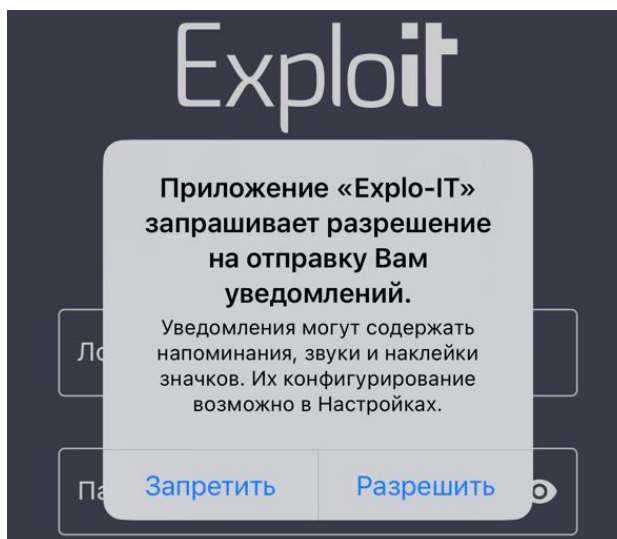 Exploit
Приложение «Explo-IT»
запрашивает разрешение
на отправку Вам
уведомлений.
Уведомления могут содержать
напоминания, звуки и наклейки
значков. Их конфигурирование
возможно в Настройках.
Запретить Разрешить